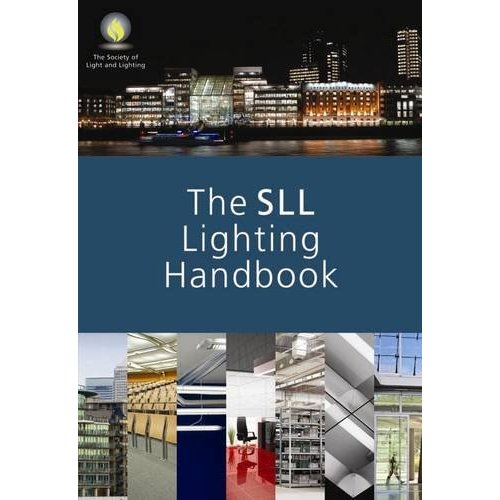 The Society of
Light and Lighting
The SLL
Lighting
Handbook